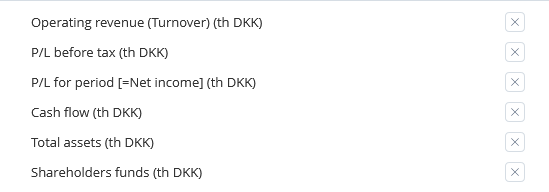 Operating revenue (Turnover) (th DKK)
P/L before tax (th DKK)
P/L for period [=Net income] (th DKK)
Cash flow (th DKK)
Total assets (th DKK)
Shareholders funds (th DKK)